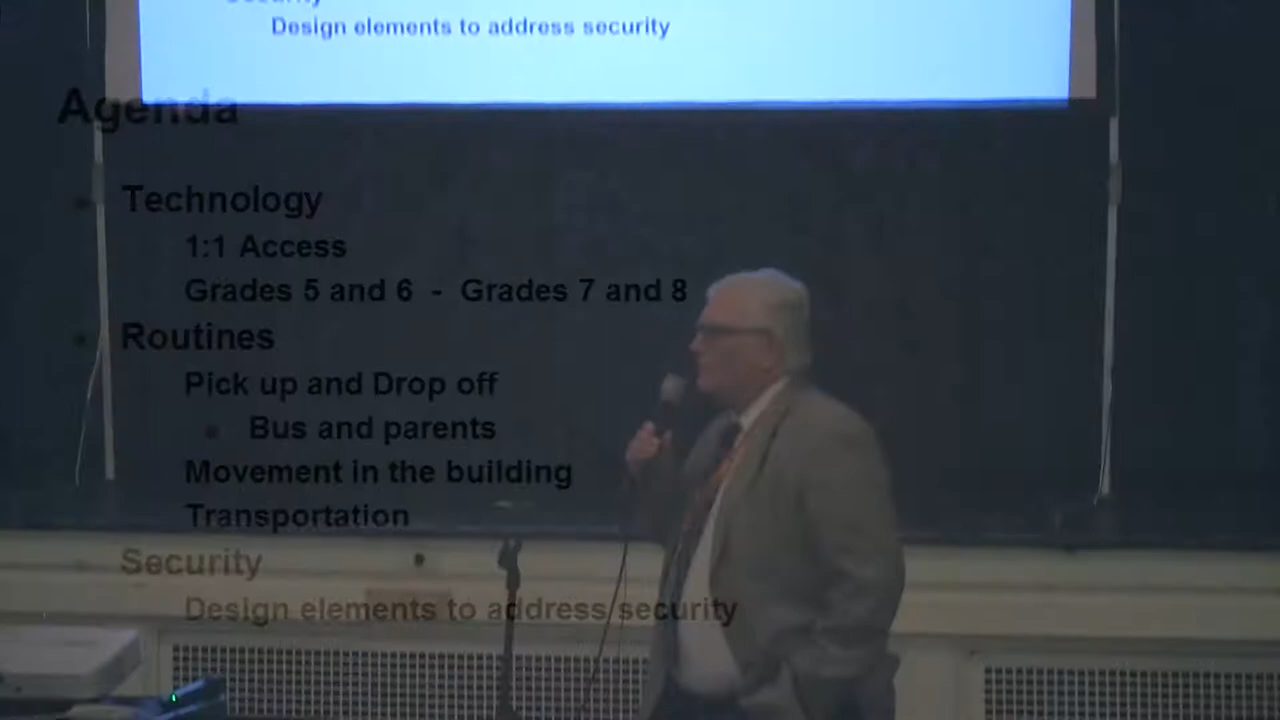 Security
Design elements to address security
Agenda
Technology
1:1 Access
Grades 5 and 6 - Grades 7 and 8
Routines
Pick up and Drop off
Bus and parents
Movement in the building
Transportation
Security
Design elements to address security